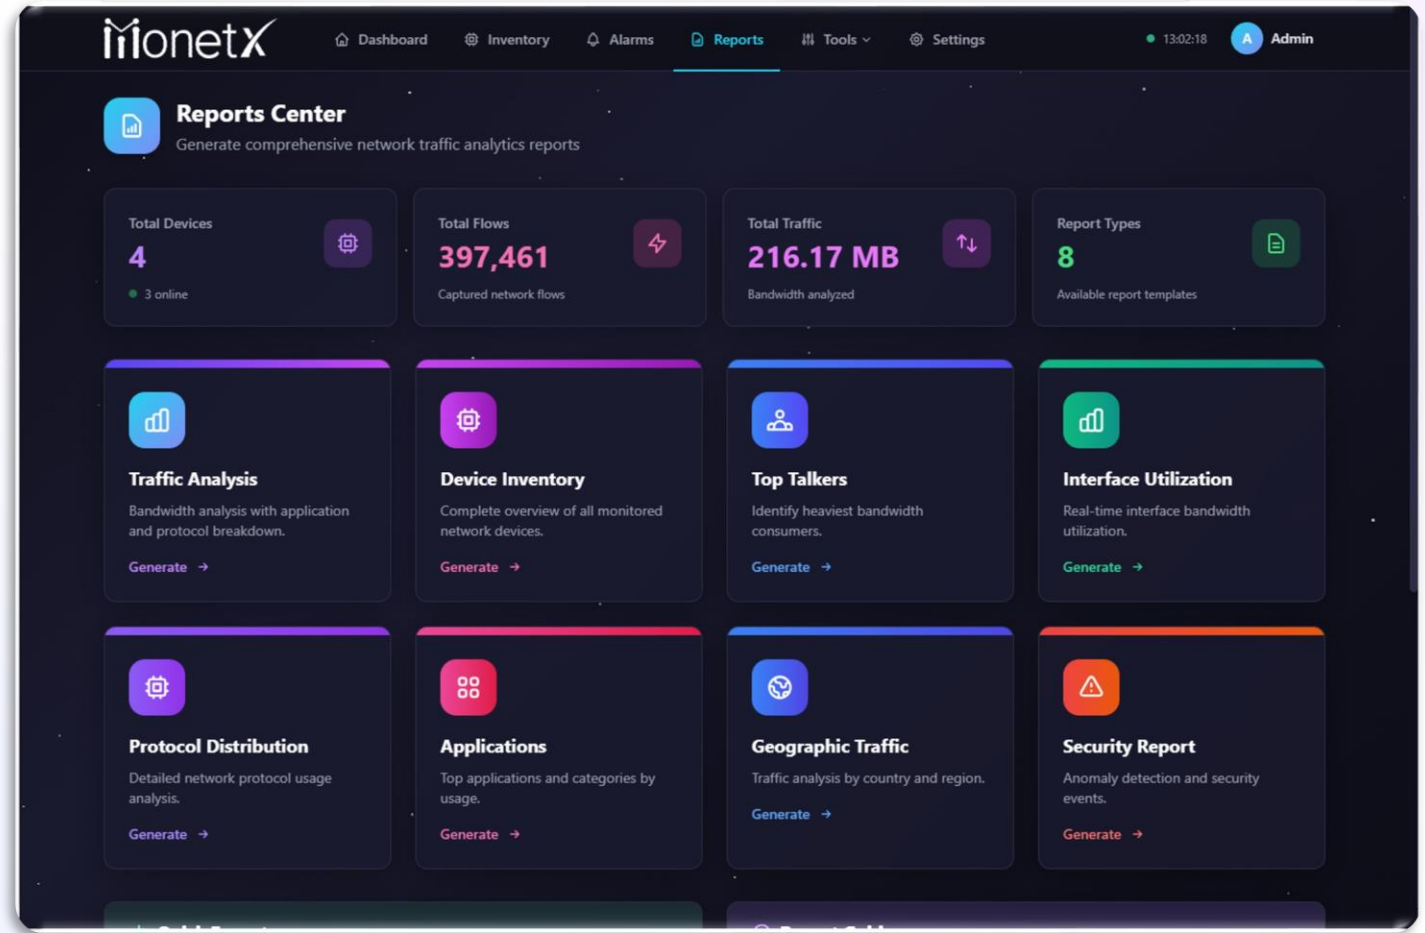 MonetX
Dashboard
Inventory
Alarms
Reports
Tools
Settings
13:02:18
A
Admin
Reports Center
Generate comprehensive network traffic analytics reports
Total Devices
4
3 online
Total Flows
397,461
Captured network flows
Total Traffic
216.17 MB
Bandwidth analyzed
Report Types
8
Available report templates
Traffic Analysis
Bandwidth analysis with application
and protocol breakdown.
Generate →
Device Inventory
Complete overview of all monitored
network devices.
Generate →
Top Talkers
Identify heaviest bandwidth
consumers.
Generate →
Interface Utilization
Real-time interface bandwidth
utilization.
Generate →
Protocol Distribution
Detailed network protocol usage
analysis.
Generate →
Applications
Top applications and categories by
usage.
Generate →
Geographic Traffic
Traffic analysis by country and region.
Generate →
Security Report
Anomaly detection and security
events.
Generate →